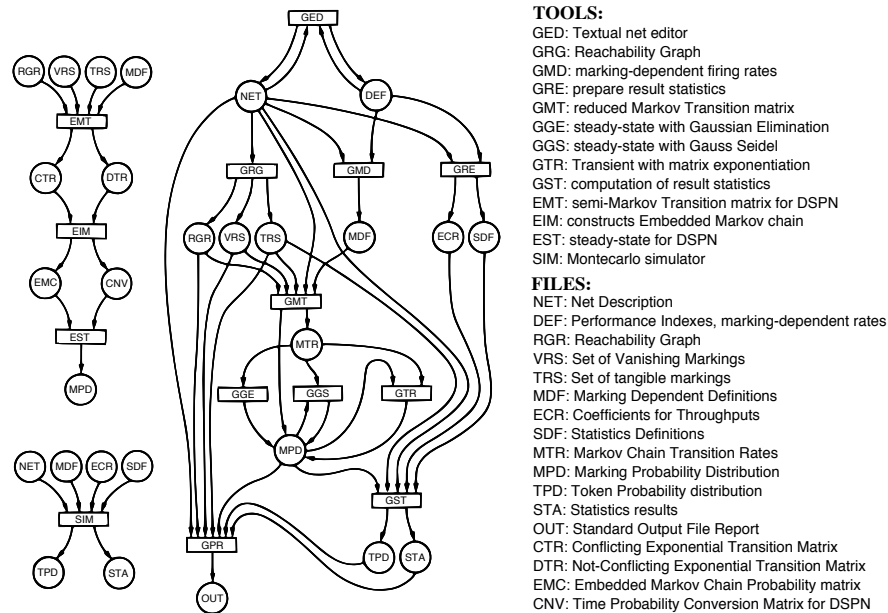 GED
RGR VRS TRS MDF
NET DEF
EMT
GRG GMD GRE
CTR DTR
EIM
RGR VRS TRS MDF ECR SDF
EMC CNV
GMT
EST
MTR
MPD
GGE GGS GTR
MPD
NET MDF ECR SDF
GST
SIM
GPR
TPD STA
TPD STA
OUT
TOOLS:
GED: Textual net editor
GRG: Reachability Graph
GMD: marking-dependent firing rates
GRE: prepare result statistics
GMT: reduced Markov Transition matrix
GGE: steady-state with Gaussian Elimination
GGS: steady-state with Gauss Seidel
GTR: Transient with matrix exponentiation
GST: computation of result statistics
EMT: semi-Markov Transition matrix for DSPN
EIM: constructs Embedded Markov chain
EST: steady-state for DSPN
SIM: Montecarlo simulator
FILES:
NET: Net Description
DEF: Performance Indexes, marking-dependent rates
RGR: Reachability Graph
VRS: Set of Vanishing Markings
TRS: Set of tangible markings
MDF: Marking Dependent Definitions
ECR: Coefficients for Throughputs
SDF: Statistics Definitions
MTR: Markov Chain Transition Rates
MPD: Marking Probability Distribution
TPD: Token Probability distribution
STA: Statistics results
OUT: Standard Output File Report
CTR: Conflicting Exponential Transition Matrix
DTR: Not-Conflicting Exponential Transition Matrix
EMC: Embedded Markov Chain Probability matrix
CNV: Time Probability Conversion Matrix for DSPN